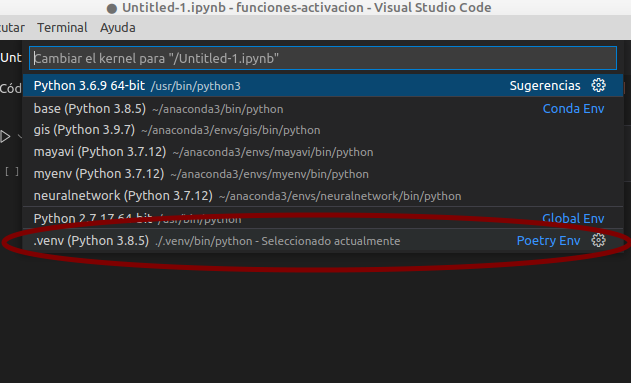 ● Untitled-1.ipynb - funciones-activacion - Visual Studio Code
cutar Terminal Ayuda
Unt
Cambiar el kernel para "/Untitled-1.ipynb"
Cód
Python 3.6.9 64-bit /usr/bin/python3 Sugerencias
base (Python 3.8.5) ~/anaconda3/bin/python Conda Env
gis (Python 3.9.7) ~/anaconda3/envs/gis/bin/python
mayavi (Python 3.7.12) ~/anaconda3/envs/mayavi/bin/python
[ ] myenv (Python 3.7.12) ~/anaconda3/envs/myenv/bin/python
neuralnetwork (Python 3.7.12) ~/anaconda3/envs/neuralnetwork/bin/python
Python 2.7.17 64-bit /usr/bin/python Global Env
.venv (Python 3.8.5) ./.venv/bin/python - Seleccionado actualmente Poetry Env